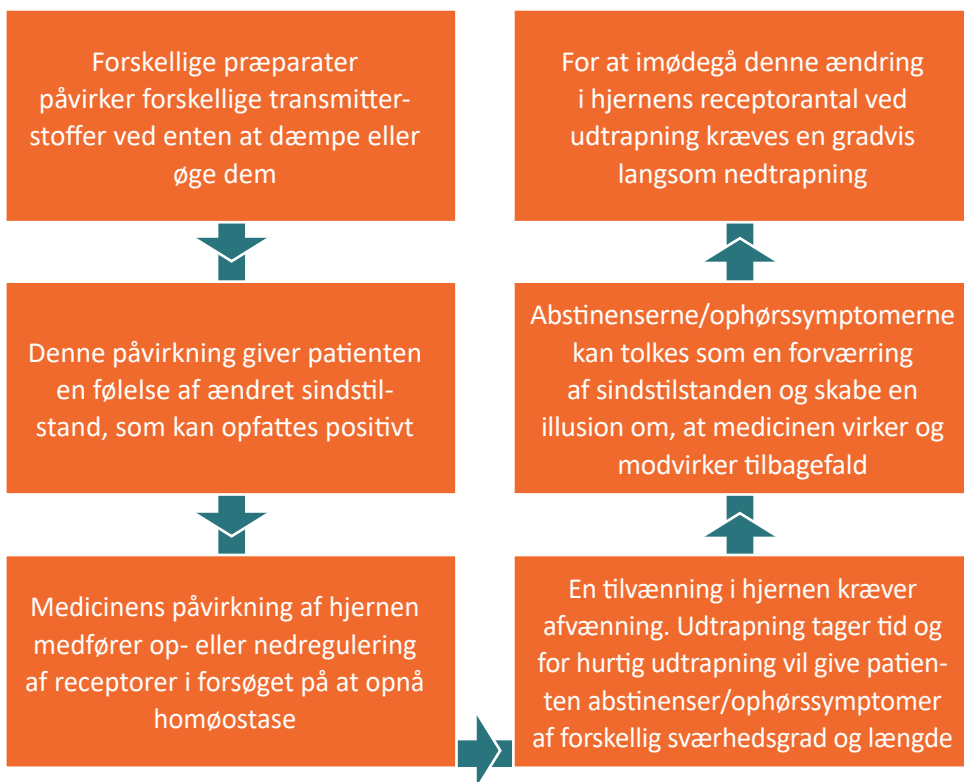 Forskellige præparater
påvirker forskellige transmitter-
stoffer ved enten at dæmpe eller
øge dem
Denne påvirkning giver patienten
en følelse af ændret sindstil-
stand, som kan opfattes positivt
Medicinens påvirkning af hjernen
medfører op- eller nedregulering
af receptorer i forsøget på at opnå
homøostase
En tilvænning i hjernen kræver
afvænning. Udtrapning tager tid og
for hurtig udtrapning vil give patien-
ten abstinenser/ophørssymptomer
af forskellig sværhedsgrad og længde
Abstinenserne/ophørssymptomerne
kan tolkes som en forværring
af sindstilstanden og skabe en
illusion om, at medicinen virker og
modvirker tilbagefald
For at imødegå denne ændring
i hjernens receptorantal ved
udtrapning kræves en gradvis
langsom nedtrapning